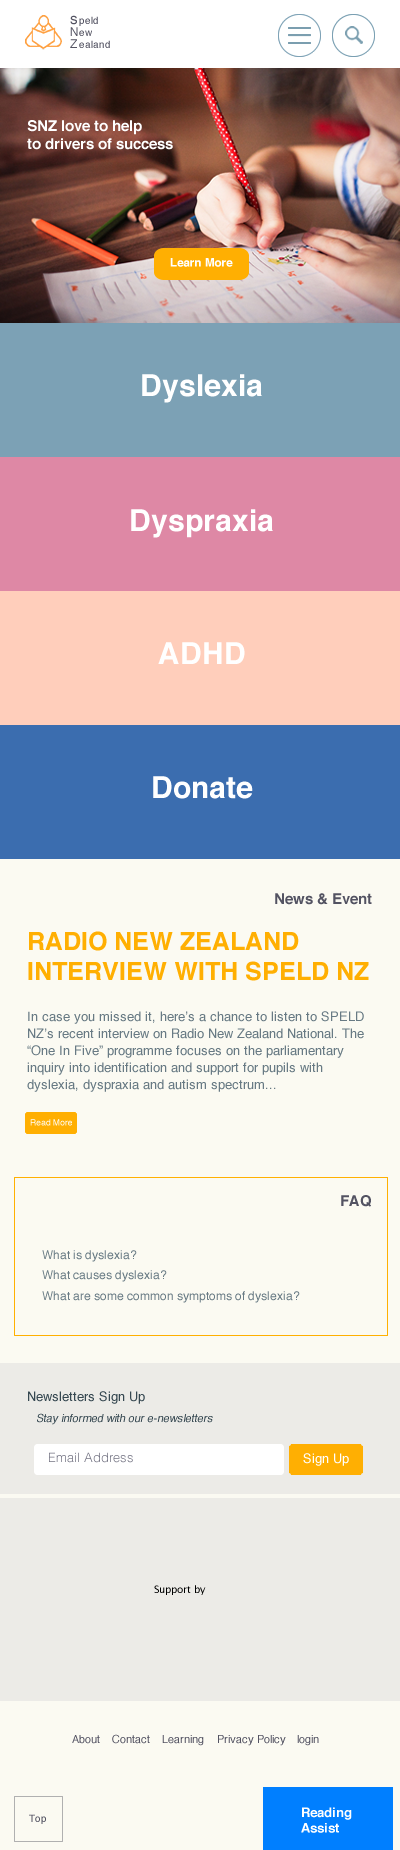 Speld
New
Zealand
SNZ love to help
to drivers of success
Learn More
Dyslexia
Dyspraxia
ADHD
Donate
News & Event
RADIO NEW ZEALAND
INTERVIEW WITH SPELD NZ
In case you missed it, here’s a chance to listen to SPELD
NZ’s recent interview on Radio New Zealand National. The
“One In Five” programme focuses on the parliamentary
inquiry into identification and support for pupils with
dyslexia, dyspraxia and autism spectrum...
Read More
FAQ
What is dyslexia?
What causes dyslexia?
What are some common symptoms of dyslexia?
Newsletters Sign Up
Stay informed with our e-newsletters
Email Address
Sign Up
Support by
About Contact Learning Privacy Policy login
Top
Reading
Assist